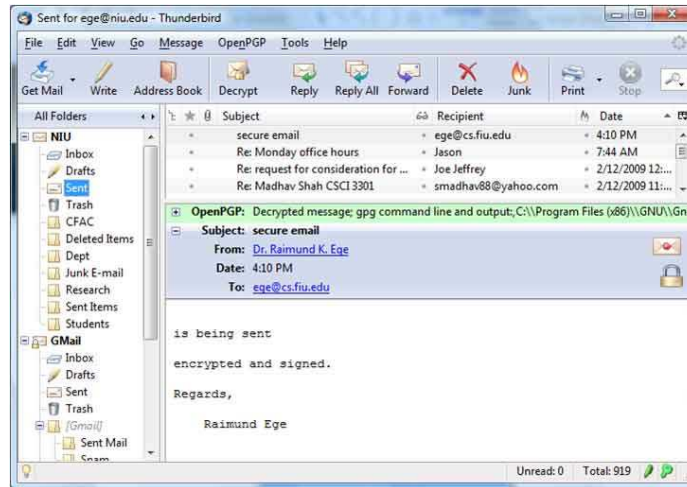 Sent for ege@niu.edu - Thunderbird
File Edit View Go Message OpenPGP Tools Help
Get Mail Write Address Book Decrypt Reply Reply All Forward Delete Junk Print Stop
All Folders
Subject Recipient Date
secure email ege@cs.fiu.edu 4:10 PM
Re: Monday office hours Jason 7:44 AM
Re: request for consideration for ... Joe Jeffrey 2/12/2009 12:...
Re: Madhav Shah CSCI 3301 smadhav88@yahoo.com 2/12/2009 11:...
NIU
Inbox
Drafts
Sent
Trash
CFAC
Deleted Items
Dept
Junk E-mail
Research
Sent Items
Students
GMail
Inbox
Drafts
Sent
Trash
[Gmail]
Sent Mail
Spam
OpenPGP: Decrypted message; gpg command line and output:, C:\\Program Files (x86)\\GNU\\Gn
Subject: secure email
From: Dr. Raimund K. Ege
Date: 4:10 PM
To: ege@cs.fiu.edu
is being sent
encrypted and signed.
Regards,
Raimund Ege
Unread: 0 Total: 919